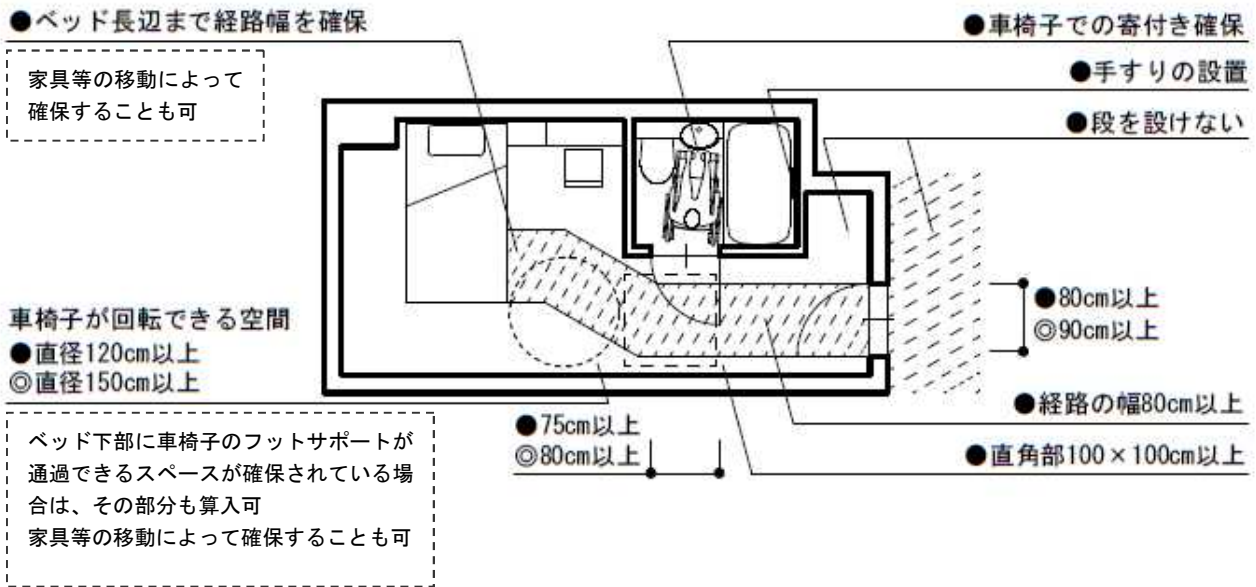 ●ベッド長辺まで経路幅を確保
家具等の移動によって
確保することも可
●車椅子での寄付き確保
●手すりの設置
●段を設けない
車椅子が回転できる空間
●直径120cm以上
◎直径150cm以上
●80cm以上
◎90cm以上
ベッド下部に車椅子のフットサポートが
通過できるスペースが確保されている場
合は、その部分も算入可
家具等の移動によって確保することも可
●75cm以上
◎80cm以上
●経路の幅80cm以上
●直角部100×100cm以上